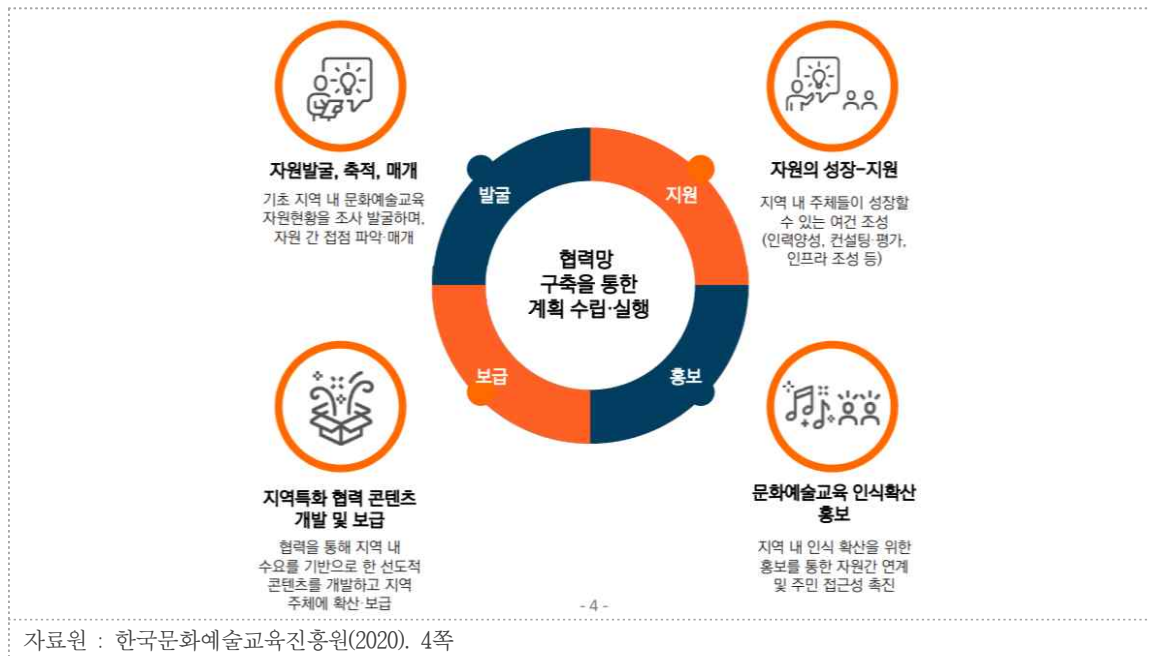 자원발굴, 축적, 매개
기초 지역 내 문화예술교육
자원현황을 조사 발굴하며,
자원 간 접점 파악·매개
자원의 성장-지원
지역 내 주체들이 성장할
수 있는 여건 조성
(인력양성, 컨설팅·평가,
인프라 조성 등)
발굴
지원
협력망
구축을 통한
계획 수립·실행
보급
홍보
지역특화 협력 콘텐츠
개발 및 보급
협력을 통해 지역 내
수요를 기반으로 한 선도적
콘텐츠를 개발하고 지역
주체에 확산·보급
문화예술교육 인식확산
홍보
지역 내 인식 확산을 위한
홍보를 통한 자원간 연계
및 주민 접근성 촉진
- 4 -
자료원 : 한국문화예술교육진흥원(2020). 4쪽